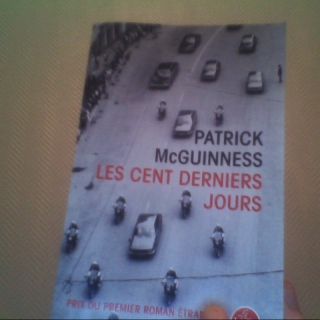 PATRICK
McGUINNESS
LES CENT DERNIERS
JOURS
PRIX DU PREMIER ROMAN